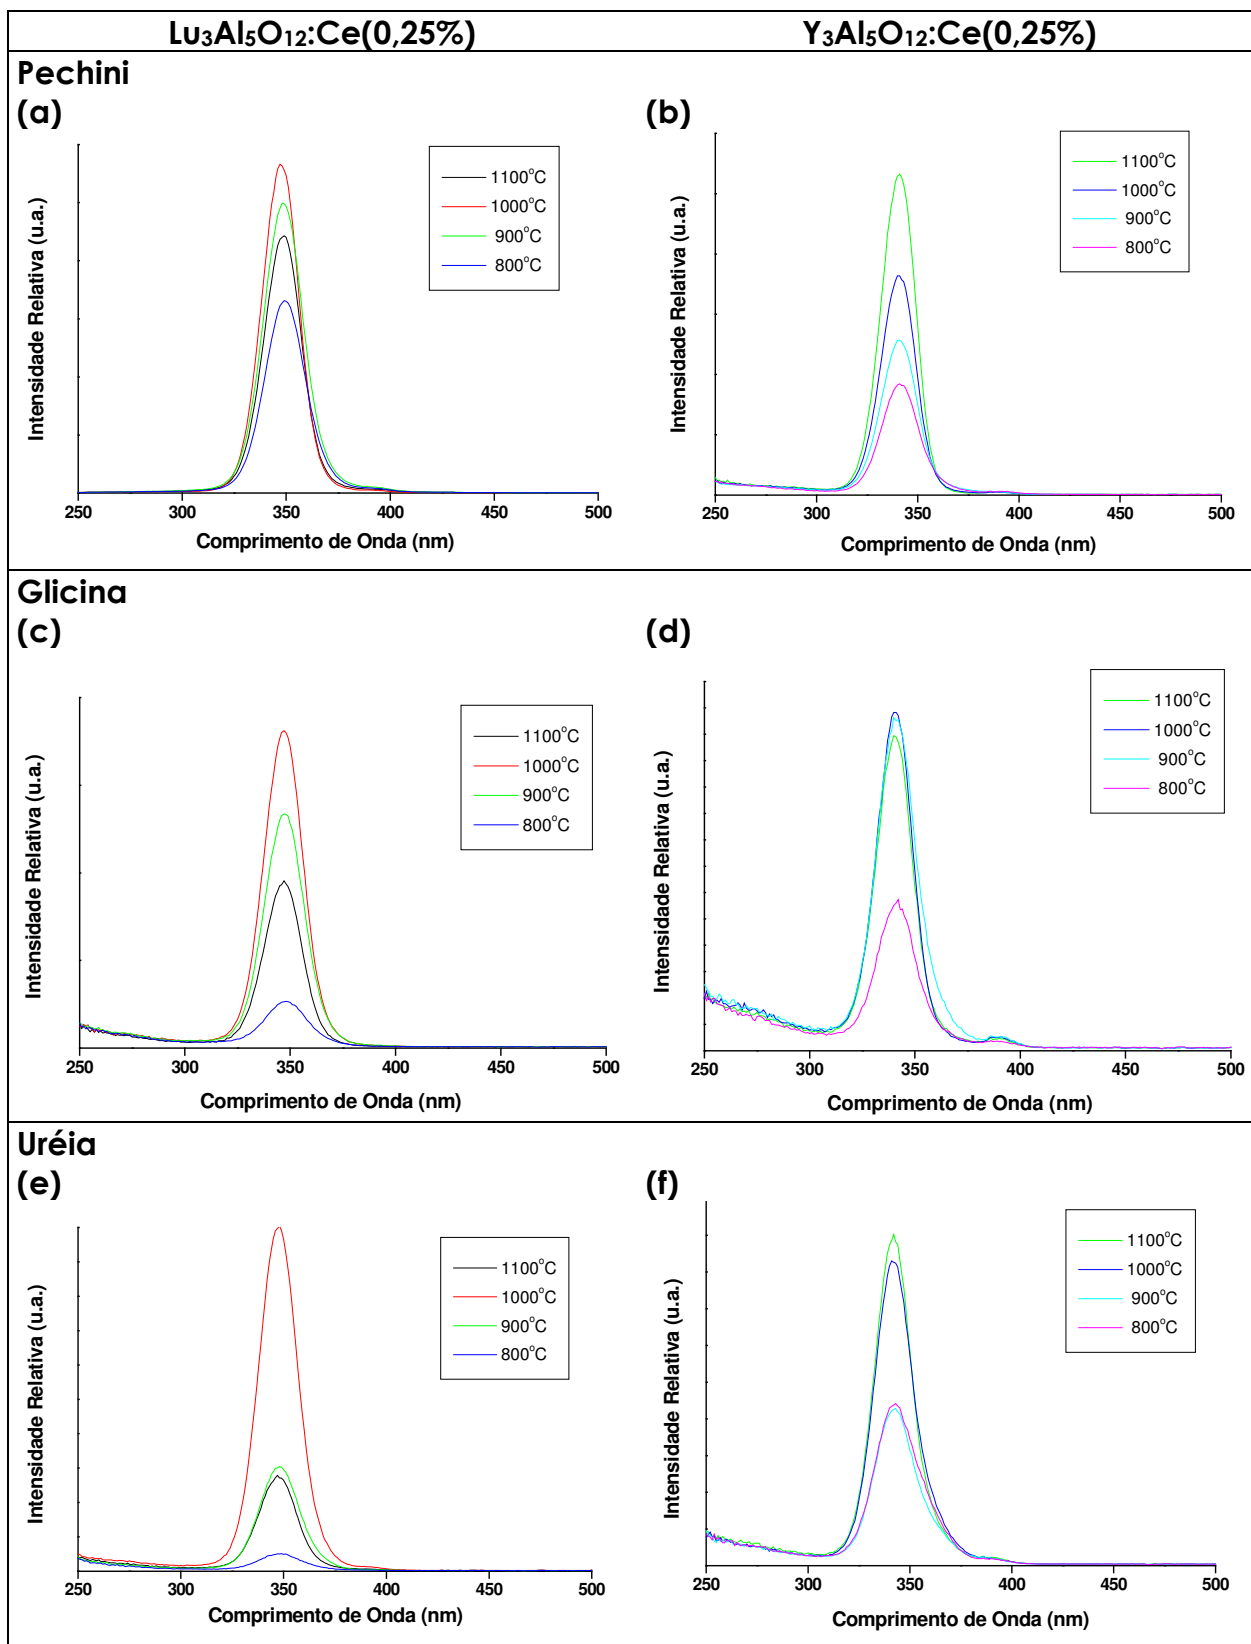 Lu₃Al₅O₁₂:Ce(0,25%) Y₃Al₅O₁₂:Ce(0,25%)
Pechini
(a) (b)
Intensidade Relativa (u.a.)
1100°C
1000°C
900°C
800°C
250 300 350 400 450 500
Comprimento de Onda (nm)
Intensidade Relativa (u.a.)
1100°C
1000°C
900°C
800°C
250 300 350 400 450 500
Comprimento de Onda (nm)
Glicina
(c) (d)
Intensidade Relativa (u.a.)
1100°C
1000°C
900°C
800°C
250 300 350 400 450 500
Comprimento de Onda (nm)
Intensidade Relativa (u.a.)
1100°C
1000°C
900°C
800°C
250 300 350 400 450 500
Comprimento de Onda (nm)
Uréia
(e) (f)
Intensidade Relativa (u.a.)
1100°C
1000°C
900°C
800°C
250 300 350 400 450 500
Comprimento de Onda (nm)
Intensidade Relativa (u.a.)
1100°C
1000°C
900°C
800°C
250 300 350 400 450 500
Comprimento de Onda (nm)